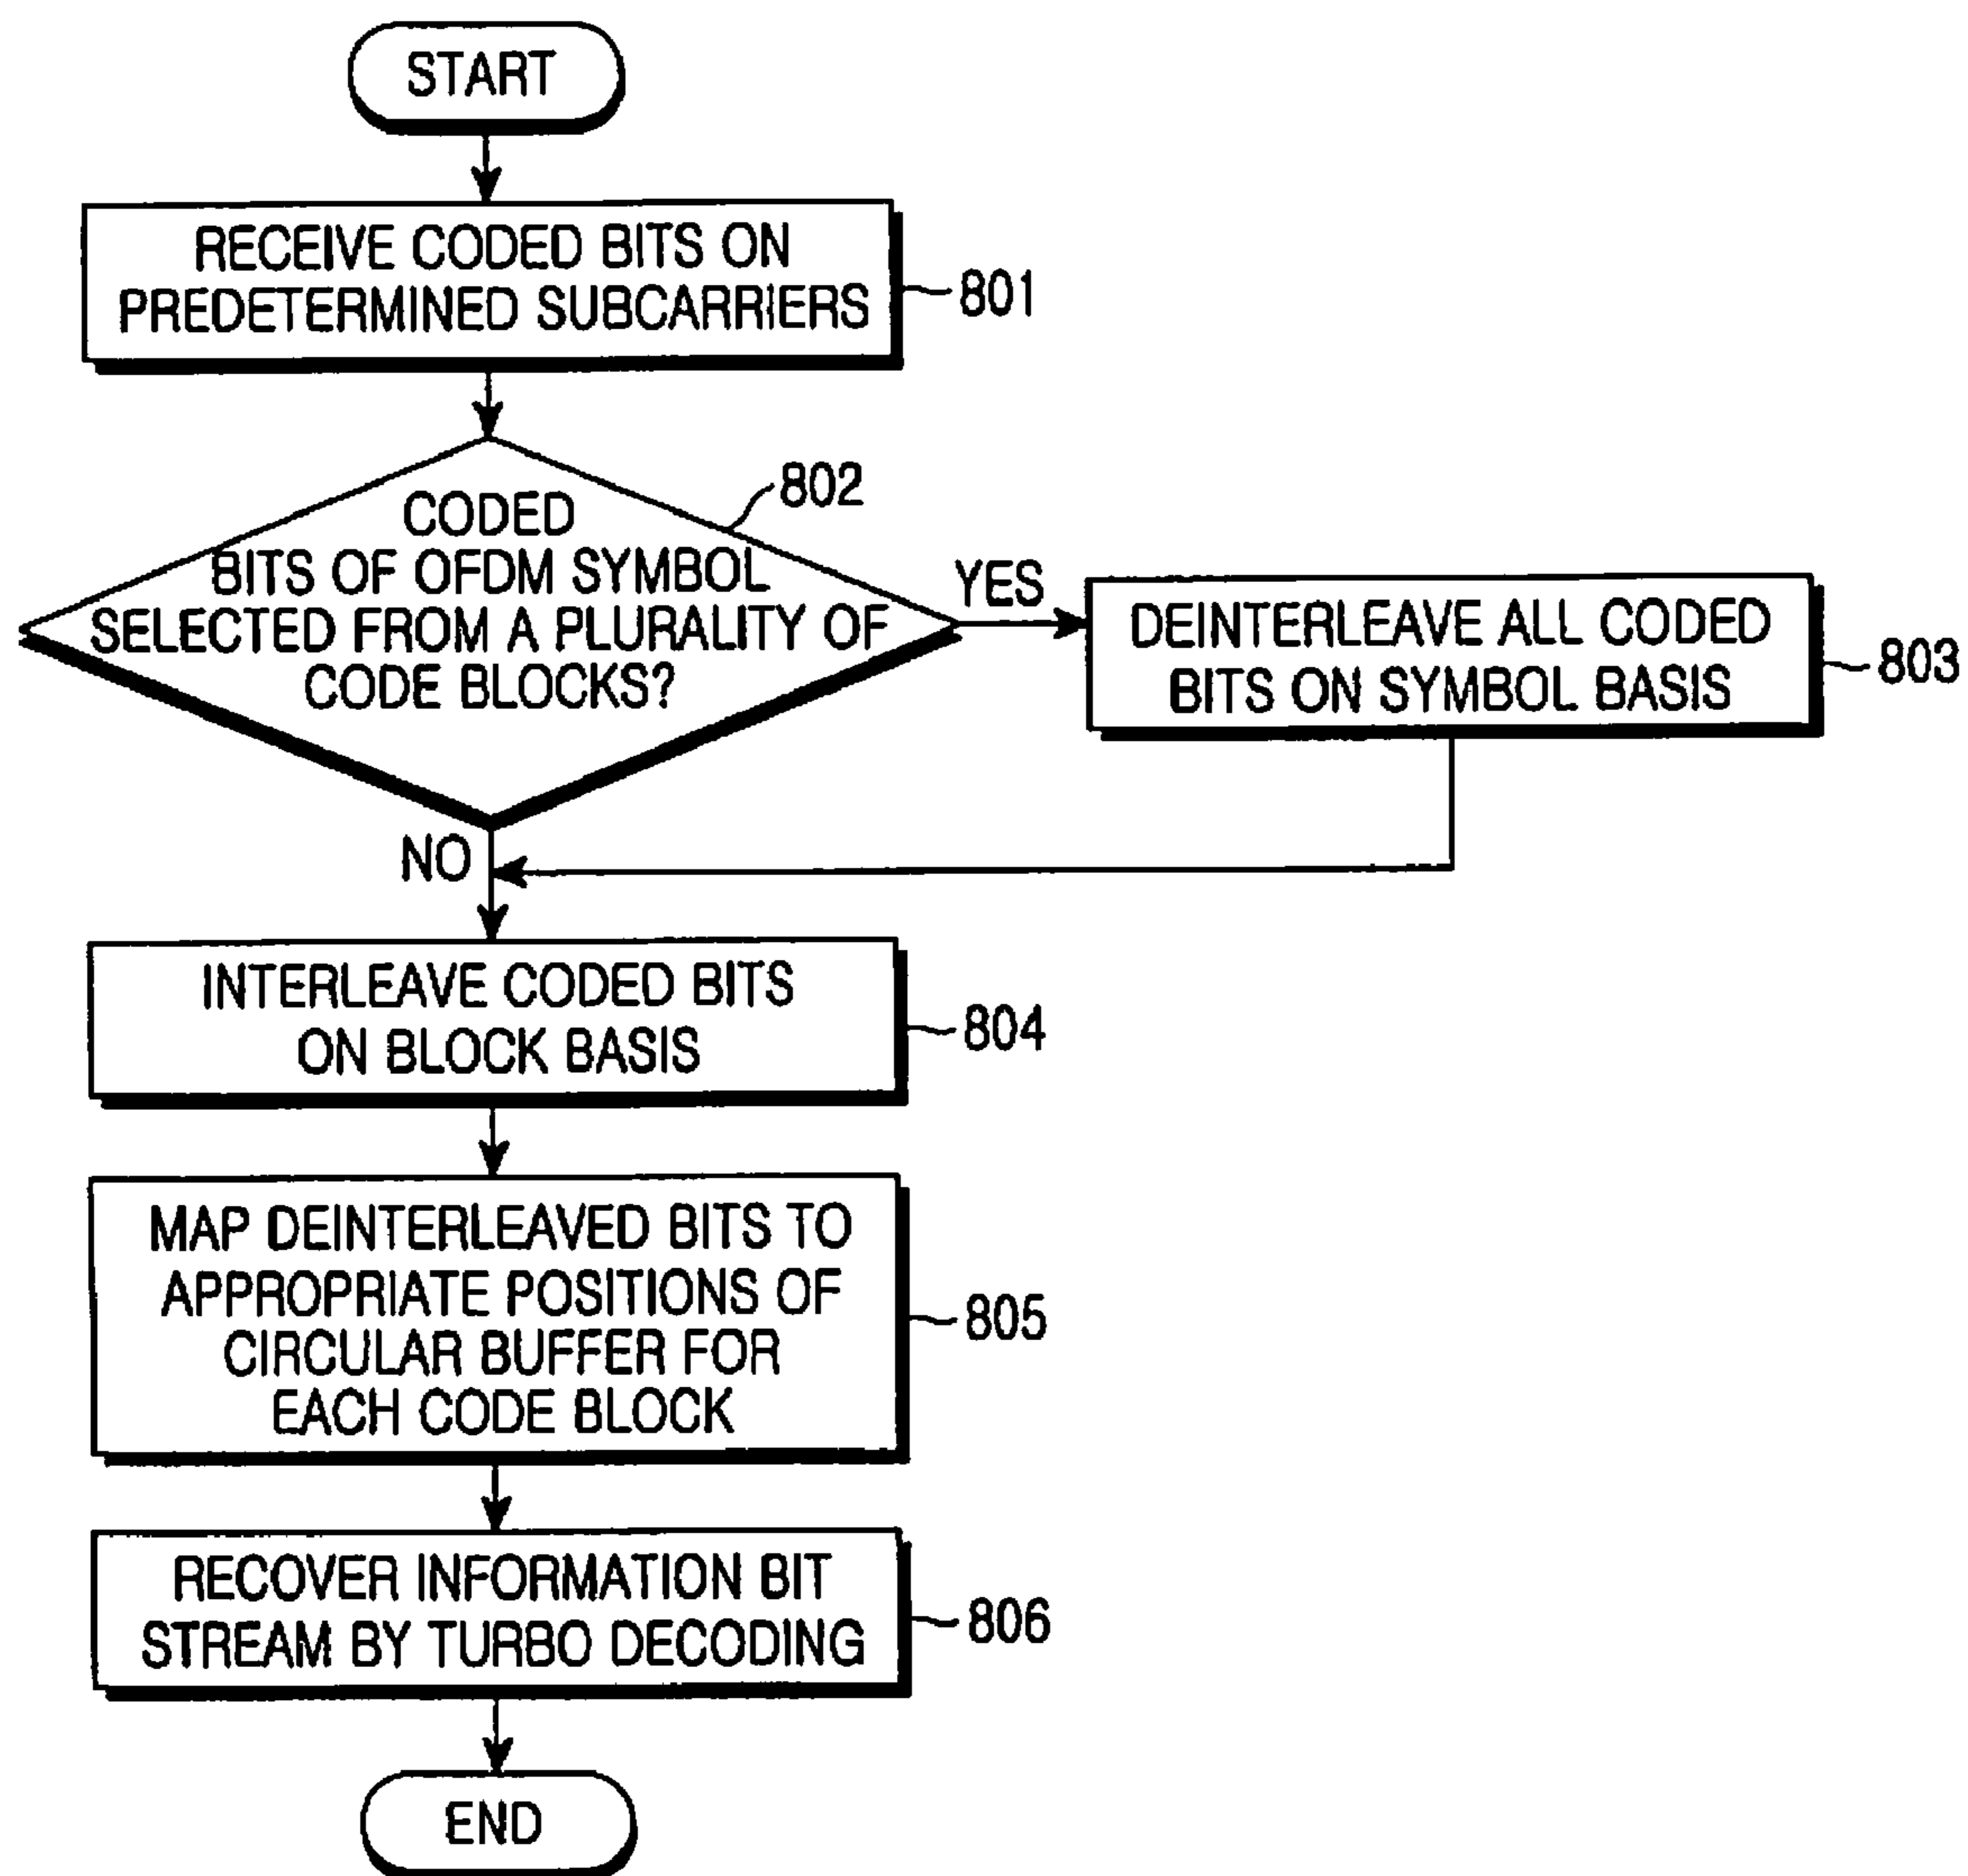 START
RECEIVE CODED BITS ON
PREDETERMINED SUBCARRIERS
801
802
CODED
BITS OF OFDM SYMBOL
SELECTED FROM A PLURALITY OF
CODE BLOCKS?
YES
DEINTERLEAVE ALL CODED
BITS ON SYMBOL BASIS
803
NO
INTERLEAVE CODED BITS
ON BLOCK BASIS
804
MAP DEINTERLEAVED BITS TO
APPROPRIATE POSITIONS OF
CIRCULAR BUFFER FOR
EACH CODE BLOCK
805
RECOVER INFORMATION BIT
STREAM BY TURBO DECODING
806
END